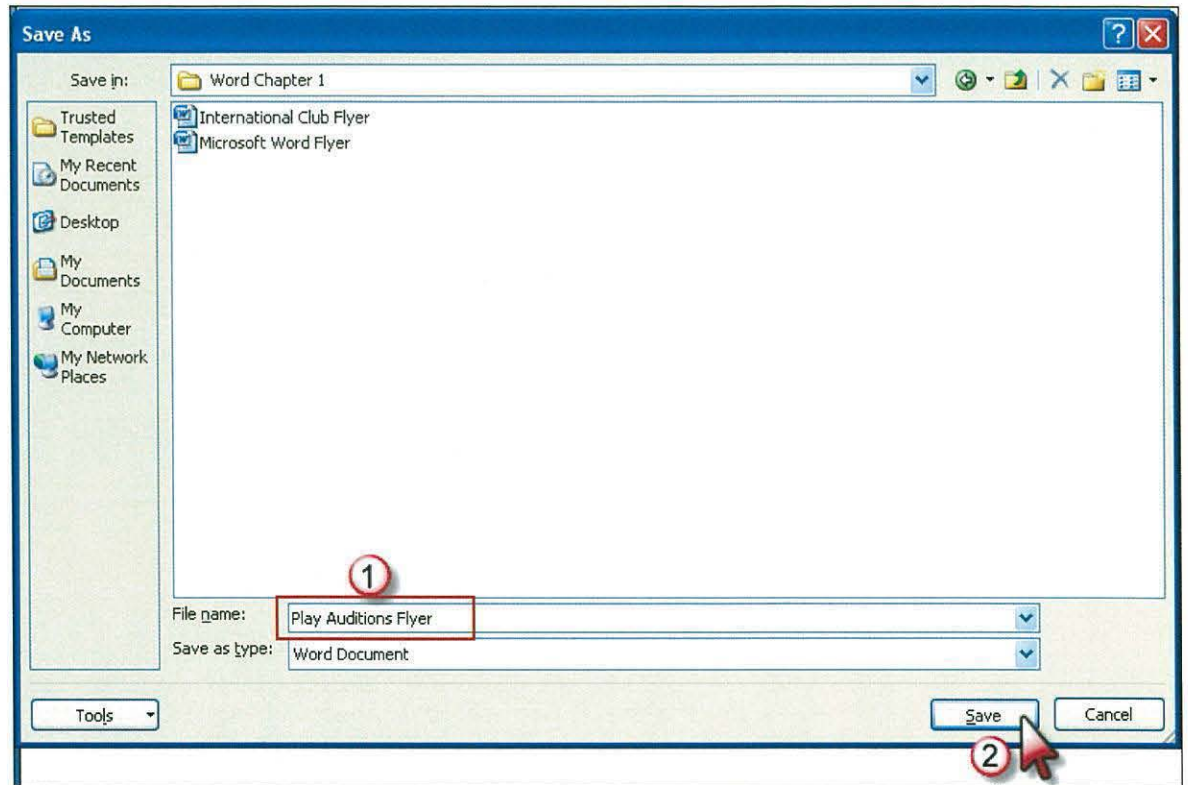 Save As
Save in:
Word Chapter 1
Trusted
Templates
My Recent
Documents
Desktop
My
Documents
My
Computer
My Network
Places
International Club Flyer
Microsoft Word Flyer
1
File name:
Play Auditions Flyer
Save as type:
Word Document
Tools
Save
Cancel
2